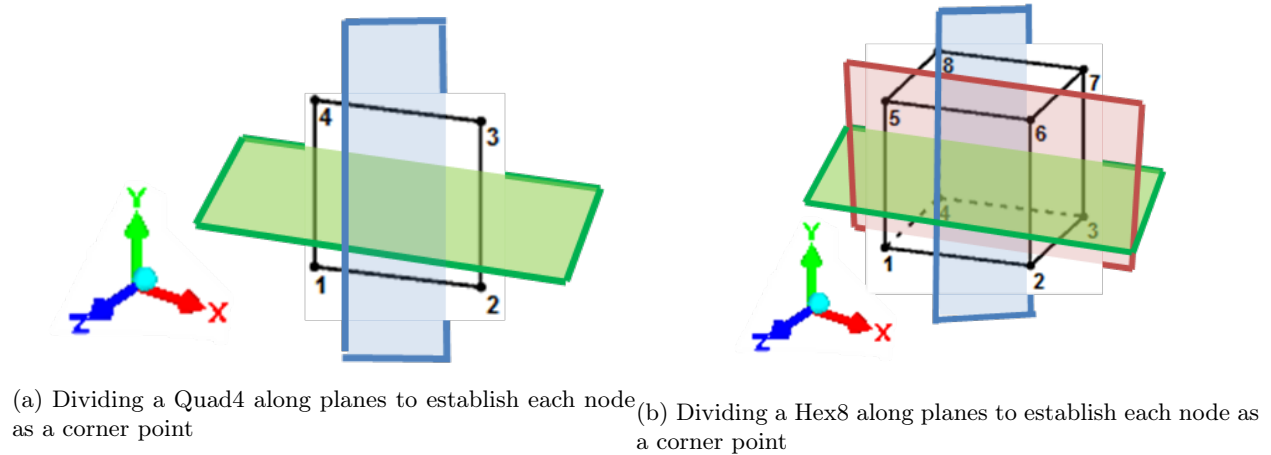 Y
X
Z
4
3
1
2
(a) Dividing a Quad4 along planes to establish each node
as a corner point
Y
X
Z
8
7
5
6
4
3
1
2
(b) Dividing a Hex8 along planes to establish each node as
a corner point